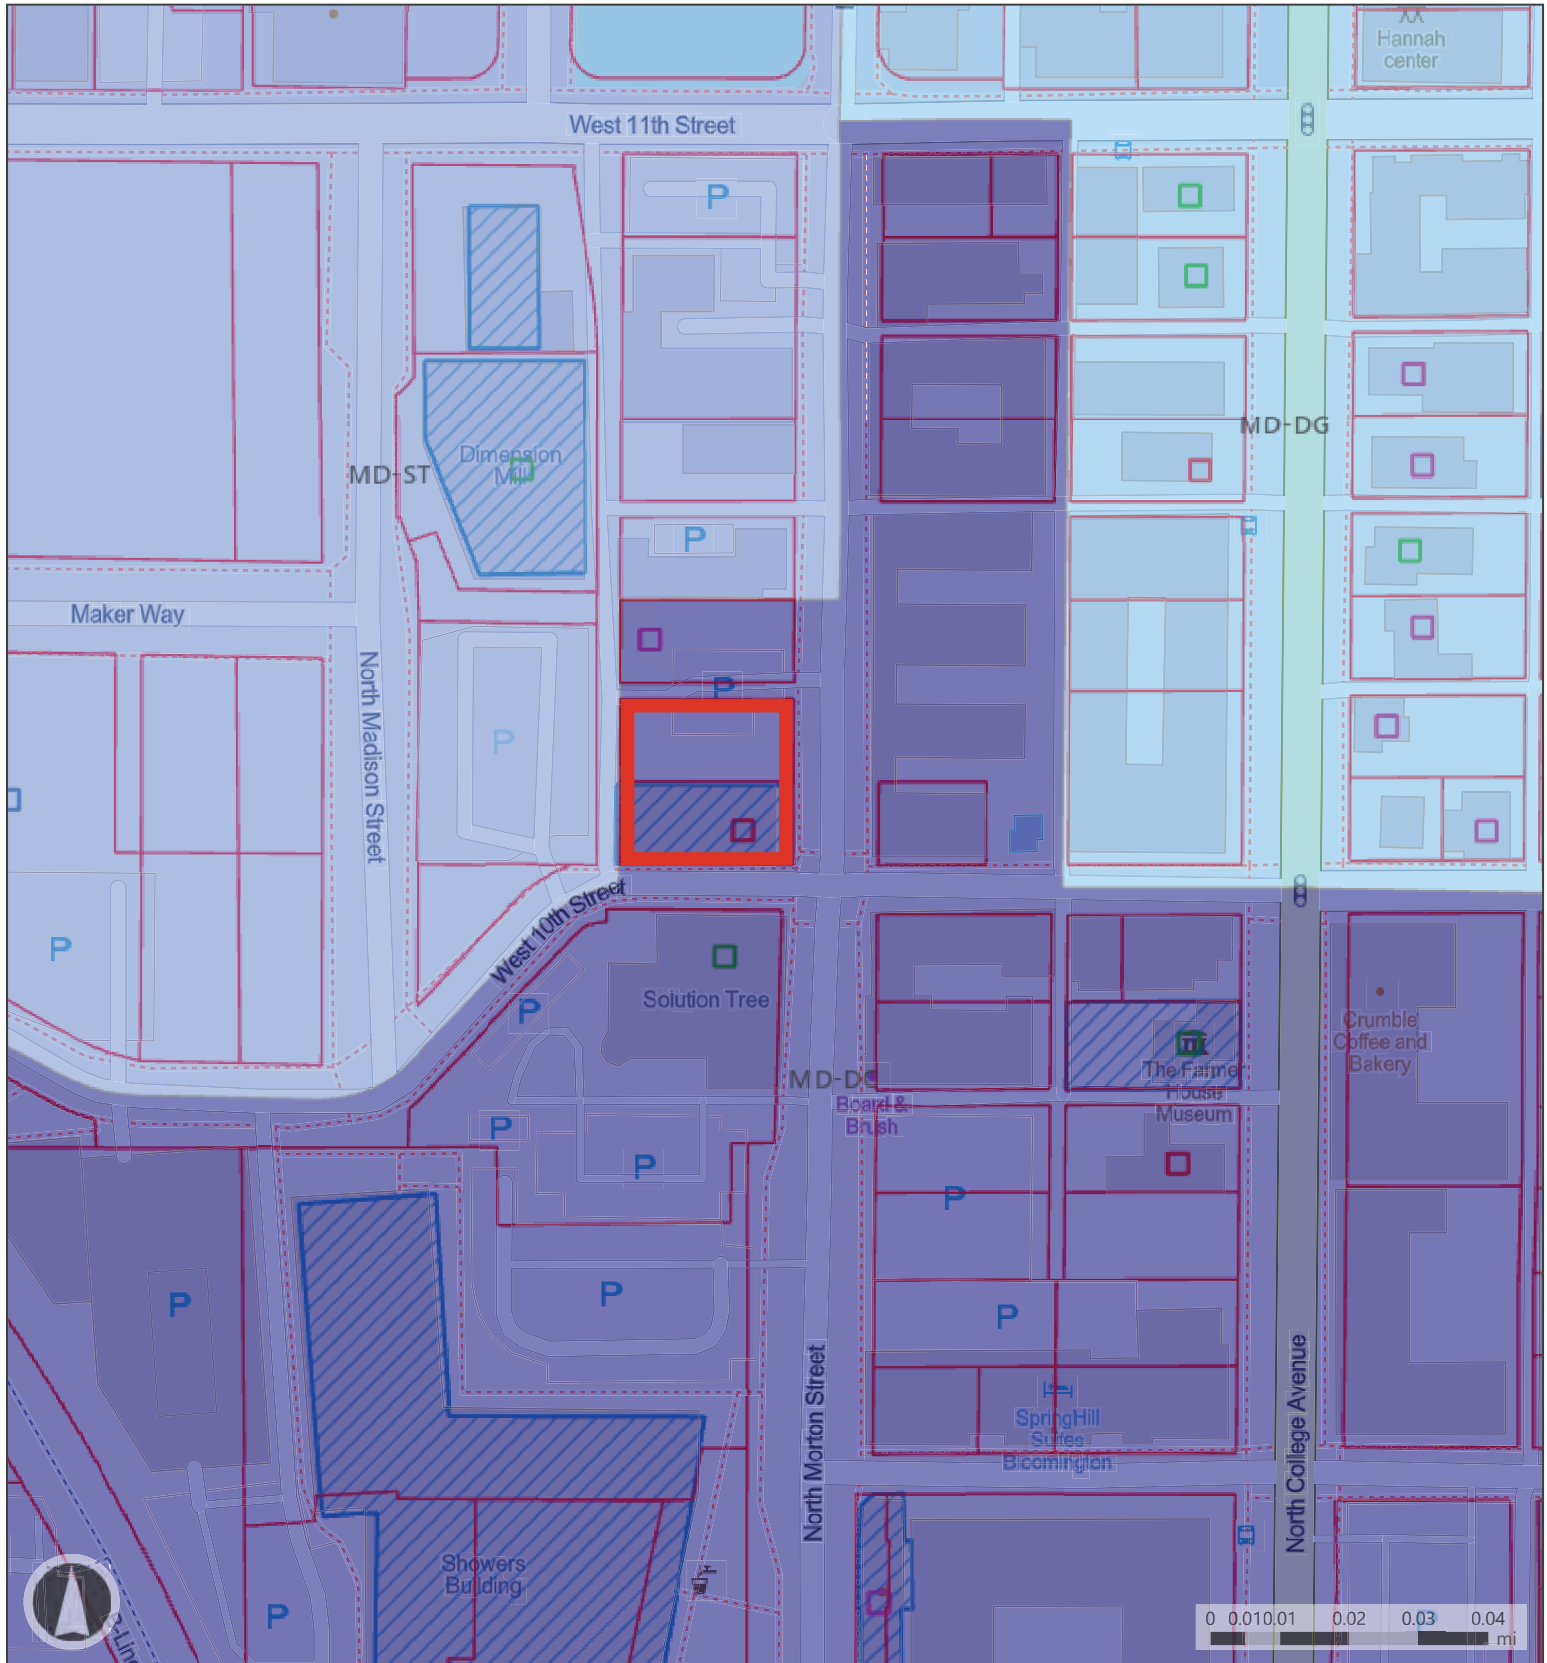 Hannah
center
West 11th Street
P
MD-DG
Dimension
Mill
MD-ST
P
Maker Way
P
North Madison Street
P
West 10th Street
P
Solution Tree
P
Crumble
Coffee and
Bakery
The Farmer
House
Museum
MD-DC
Board &
Brush
P
P
P
P
P
P
North Morton Street
SpringHill
Suites
Bloomington
North College Avenue
Showers
Building
P
P
B-Line
0 0.010.01 0.02 0.03 0.04
mi